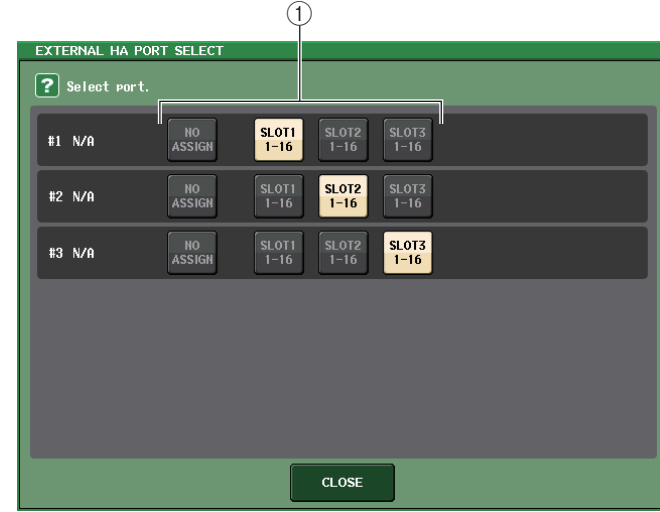 ①
EXTERNAL HA PORT SELECT
? Select port.
#1 N/A NO ASSIGN SLOT1 1-16 SLOT2 1-16 SLOT3 1-16
#2 N/A NO ASSIGN SLOT1 1-16 SLOT2 1-16 SLOT3 1-16
#3 N/A NO ASSIGN SLOT1 1-16 SLOT2 1-16 SLOT3 1-16
CLOSE